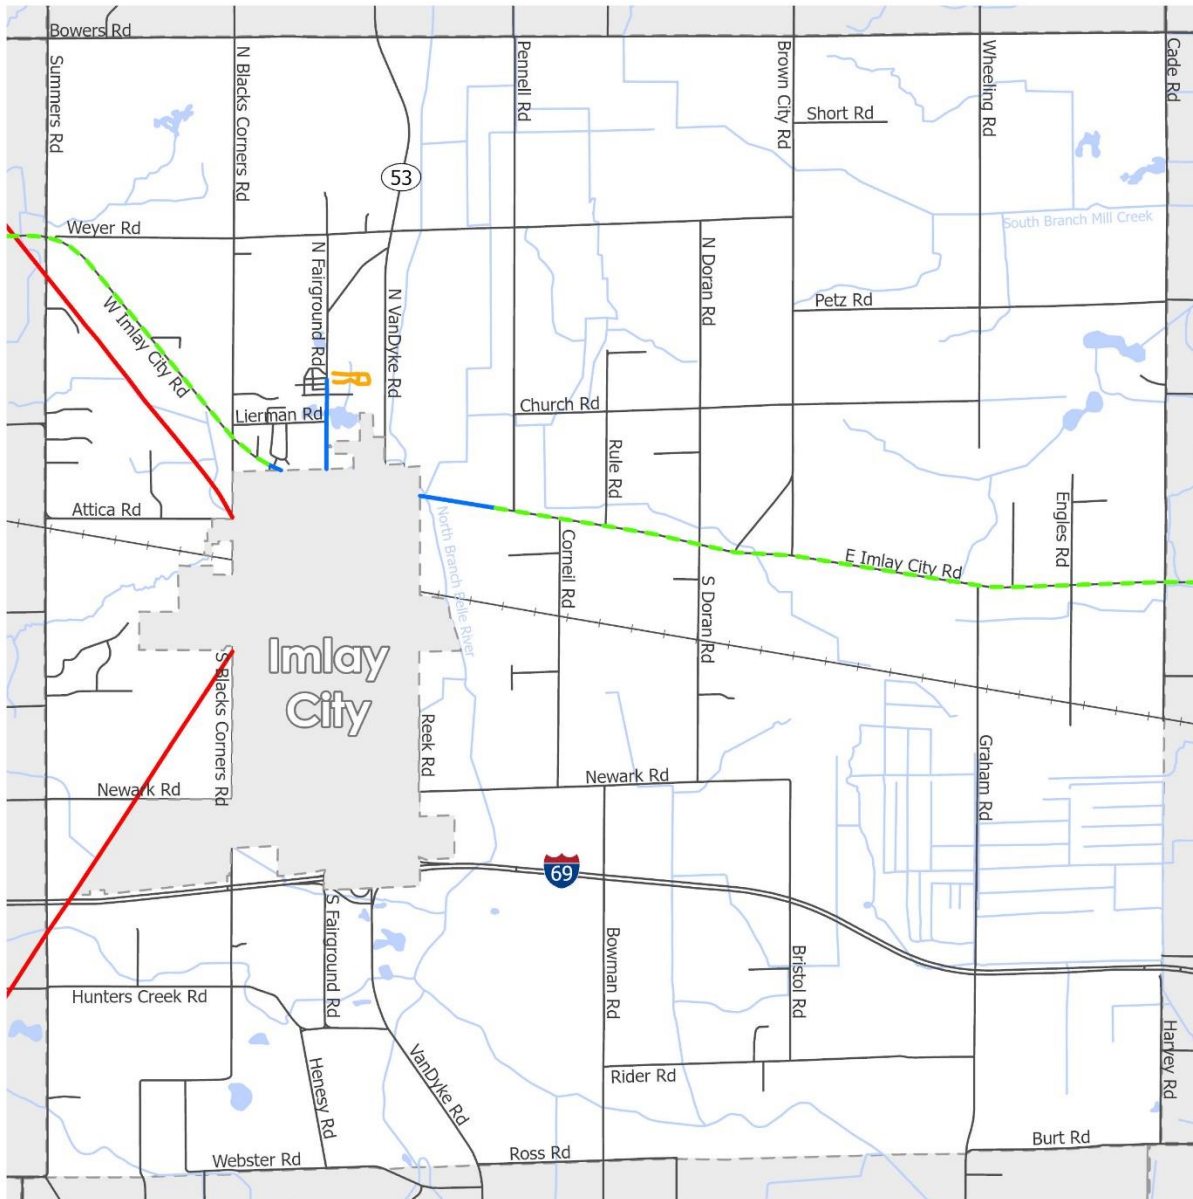 Bowers Rd
Summers Rd
N Blacks Corners Rd
53
Pennell Rd
Brown City Rd
Short Rd
Wheeling Rd
Cade Rd
Weyer Rd
South Branch Mill Creek
N Fairground Rd
N VanDyke Rd
N Doran Rd
Petz Rd
W Imlay City Rd
Lierman Rd
Church Rd
Rule Rd
Attica Rd
North Branch Belle River
Corneil Rd
E Imlay City Rd
Engles Rd
S Doran Rd
Imlay
City
S Blacks Corners Rd
Reek Rd
Graham Rd
Newark Rd
Newark Rd
69
S Fairground Rd
Bowman Rd
Bristol Rd
Hunters Creek Rd
Henesy Rd
VanDyke Rd
Rider Rd
Harvey Rd
Webster Rd
Ross Rd
Burt Rd